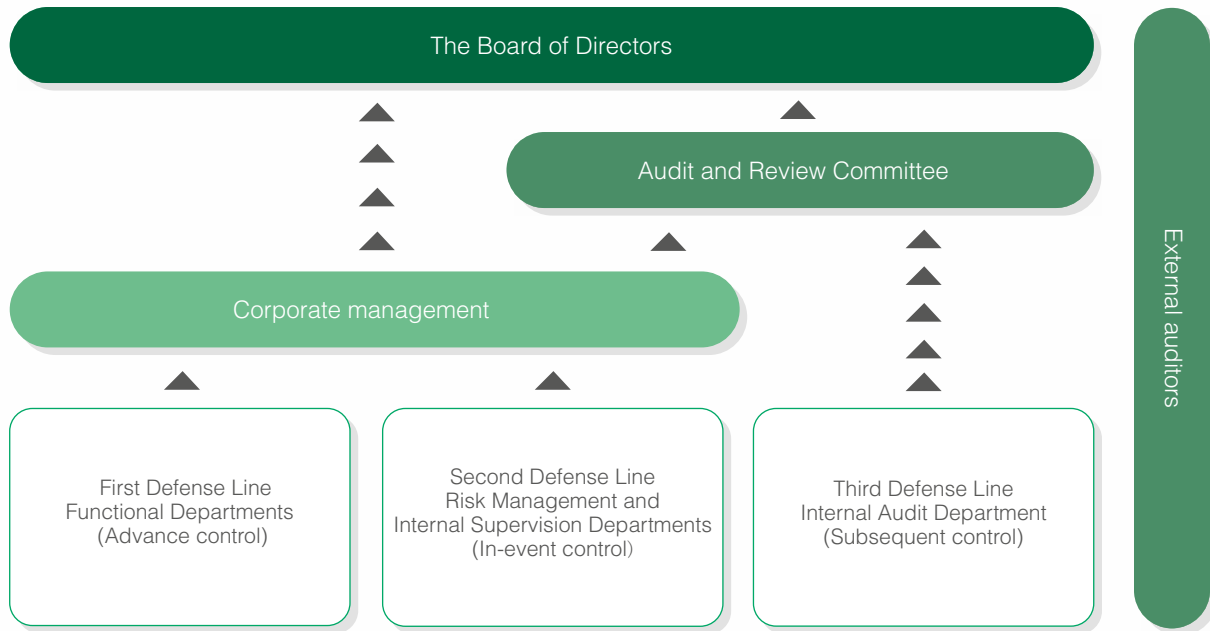 The Board of Directors
Audit and Review Committee
Corporate management
First Defense Line
Functional Departments
(Advance control)
Second Defense Line
Risk Management and
Internal Supervision Departments
(In-event control)
Third Defense Line
Internal Audit Department
(Subsequent control)
External auditors